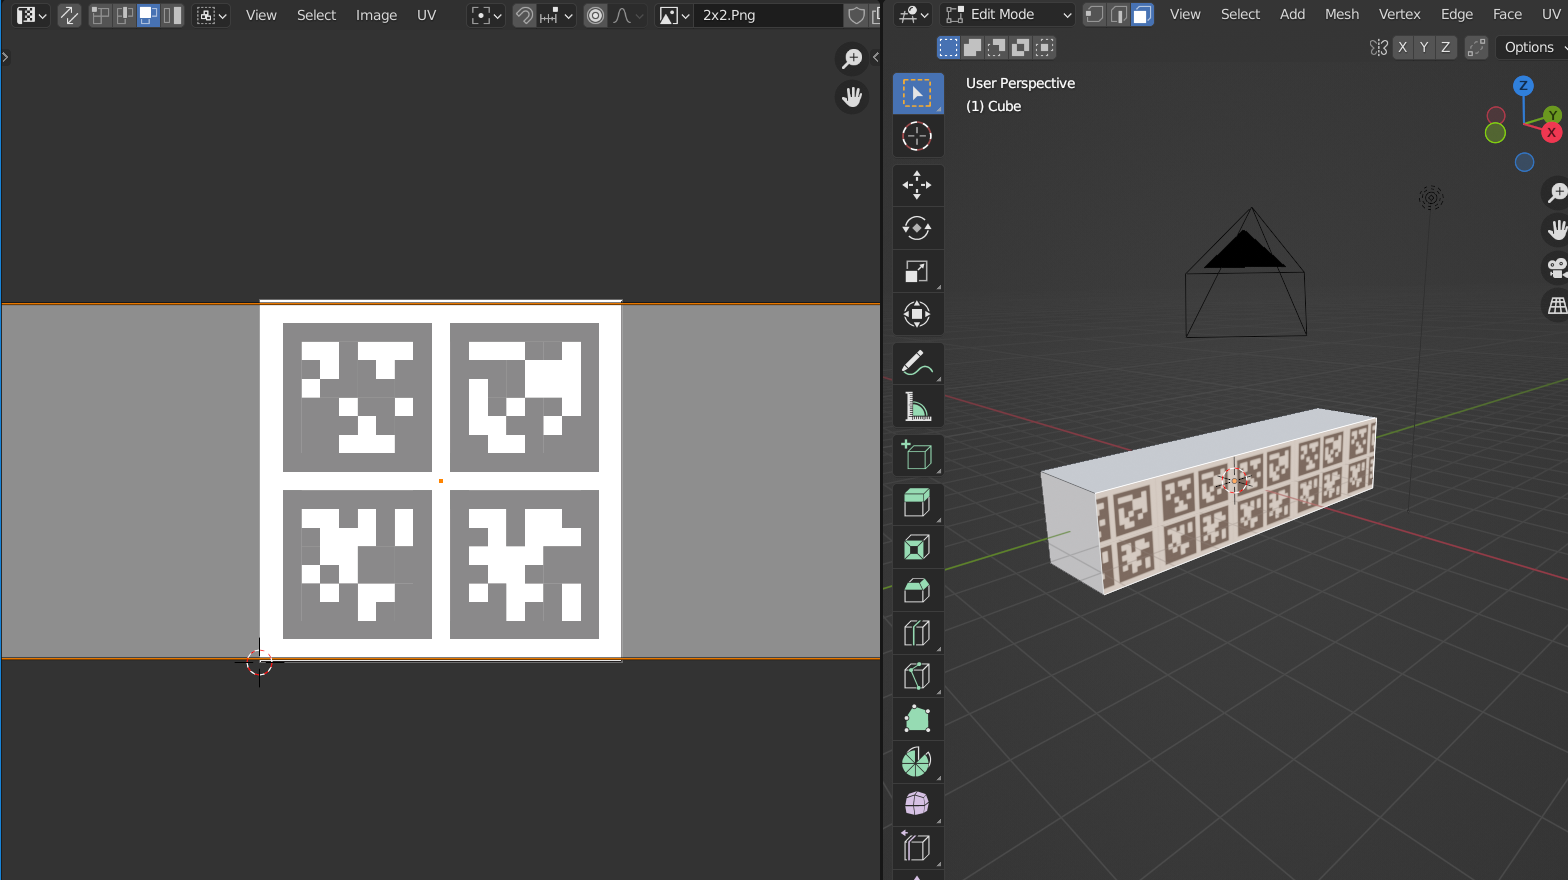 View Select Image UV 2x2.Png
Edit Mode View Select Add Mesh Vertex Edge Face UV
X Y Z Options
User Perspective
(1) Cube
Z
Y
X